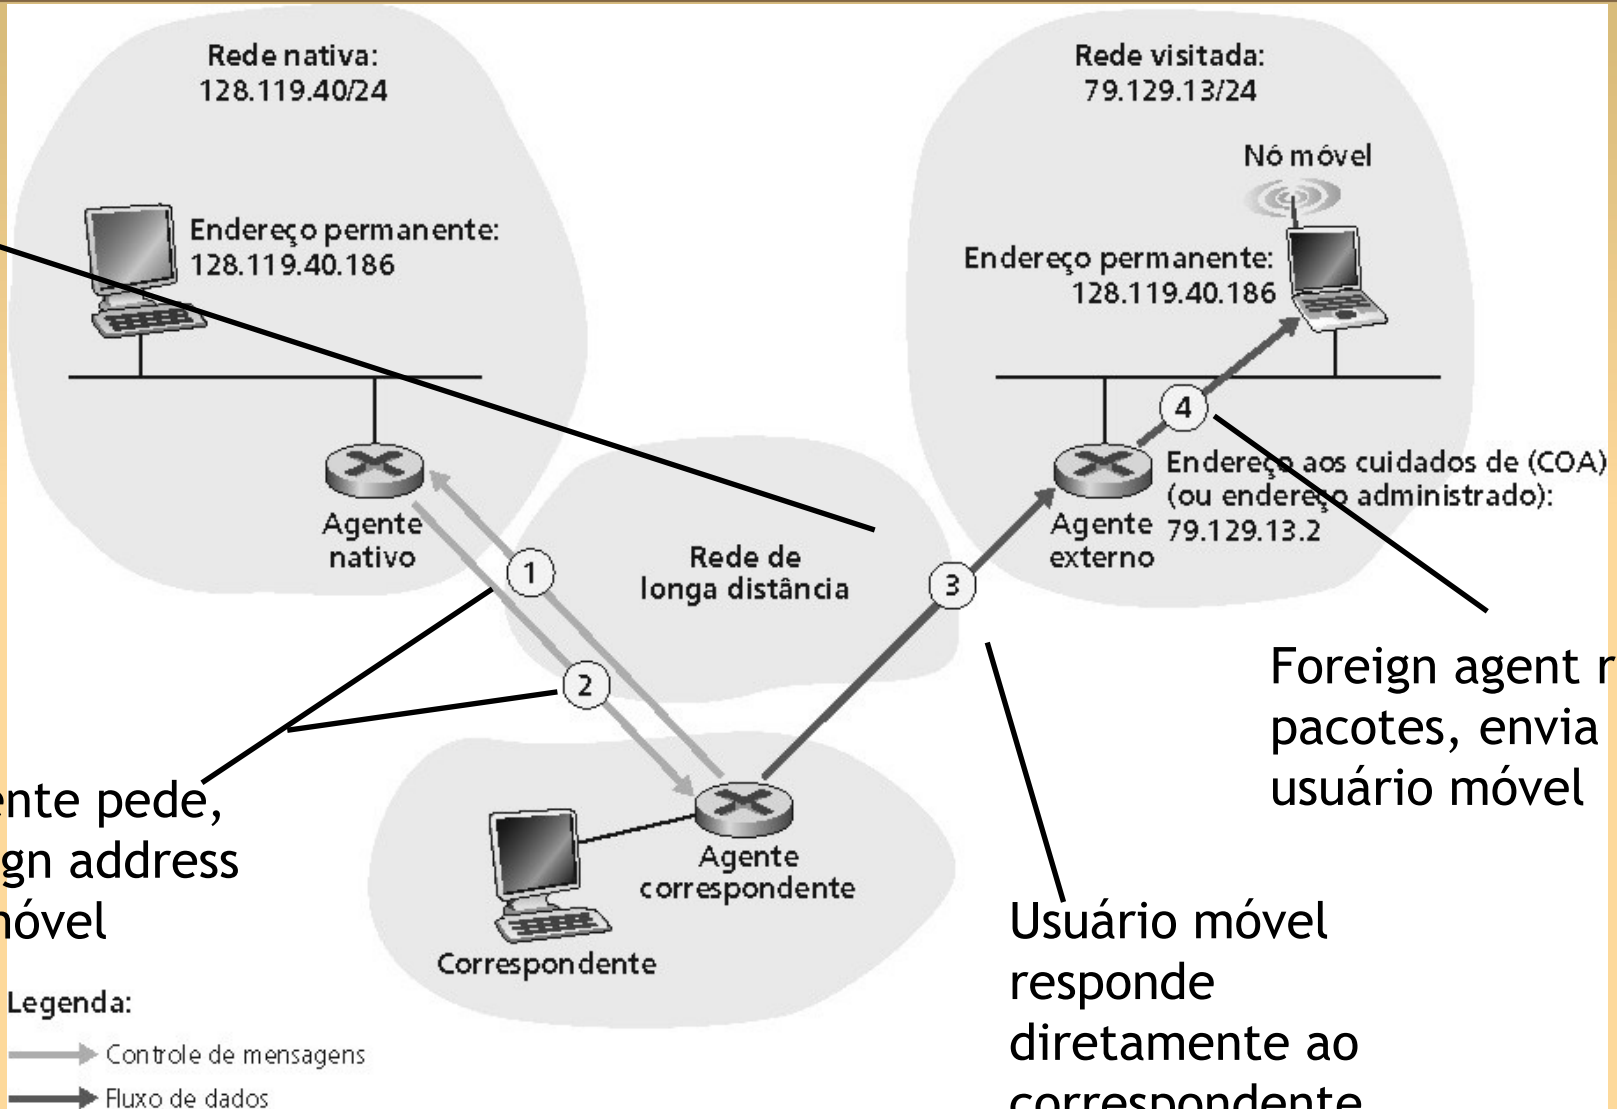 Rede nativa:
128.119.40/24
Rede visitada:
79.129.13/24
Nó móvel
Endereço permanente:
128.119.40.186
Endereço permanente:
128.119.40.186
4
Endereço aos cuidados de (COA)
(ou endereço administrado):
79.129.13.2
Agente
nativo
Agente
externo
1
Rede de
longa distância
3
2
Foreign agent r
pacotes, envia
usuário móvel
nte pede,
gn address
móvel
Agente
correspondente
Correspondente
Usuário móvel
responde
diretamente ao
correspondente
Legenda:
Controle de mensagens
Fluxo de dados